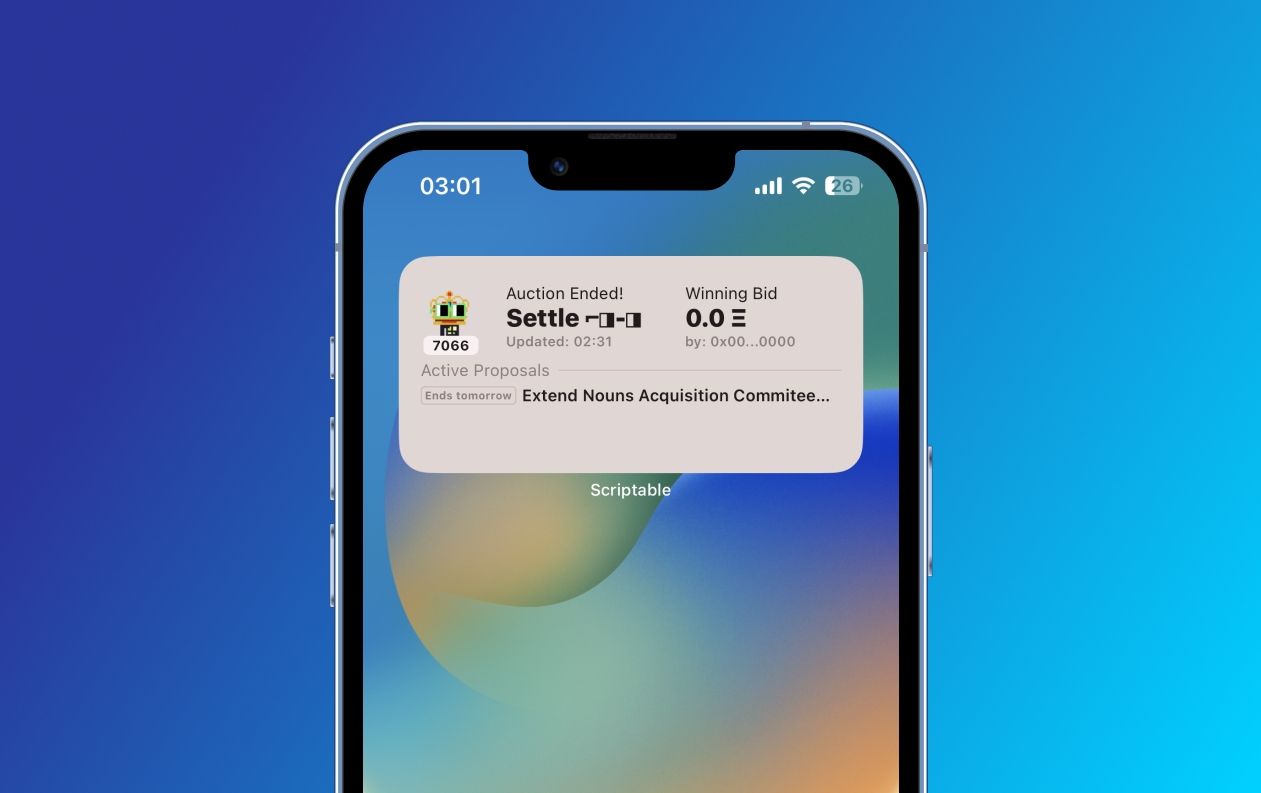 03:01
26
Auction Ended!
Winning Bid
Settle ⌐◨-◨
0.0 Ξ
7066
Updated: 02:31
by: 0x00...0000
Active Proposals
Ends tomorrow
Extend Nouns Acquisition Commitee...
Scriptable